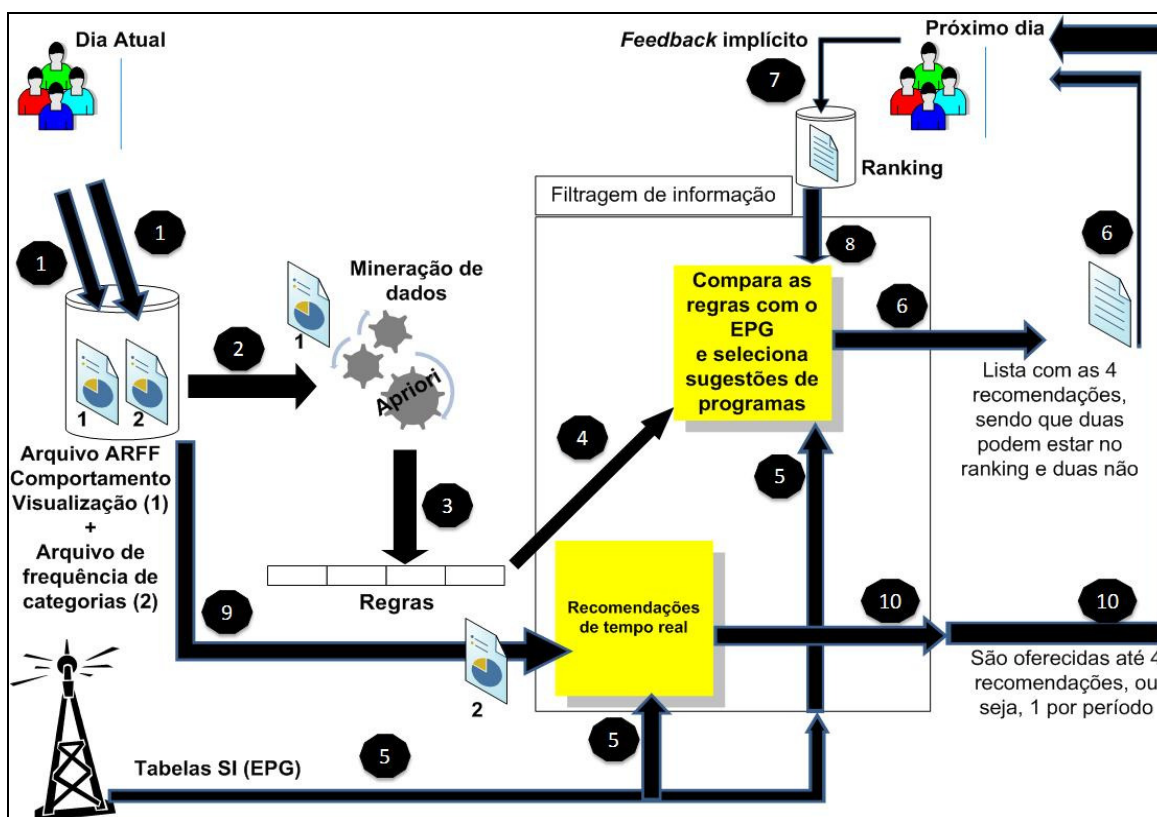 Dia Atual
Feedback implícito
Próximo dia
7
Ranking
Filtragem de informação
1
1
8
6
Mineração de
dados
1
Apriori
2
Compara as
regras com o
EPG
e seleciona
sugestões de
programas
6
Lista com as 4
recomendações,
sendo que duas
podem estar no
ranking e duas não
1
2
Arquivo ARFF
Comportamento
Visualização (1)
+
Arquivo de
frequência de
categorias (2)
4
5
3
Regras
9
Recomendações
de tempo real
10
10
São oferecidas até 4
recomendações, ou
seja, 1 por período
2
5
5
Tabelas SI (EPG)